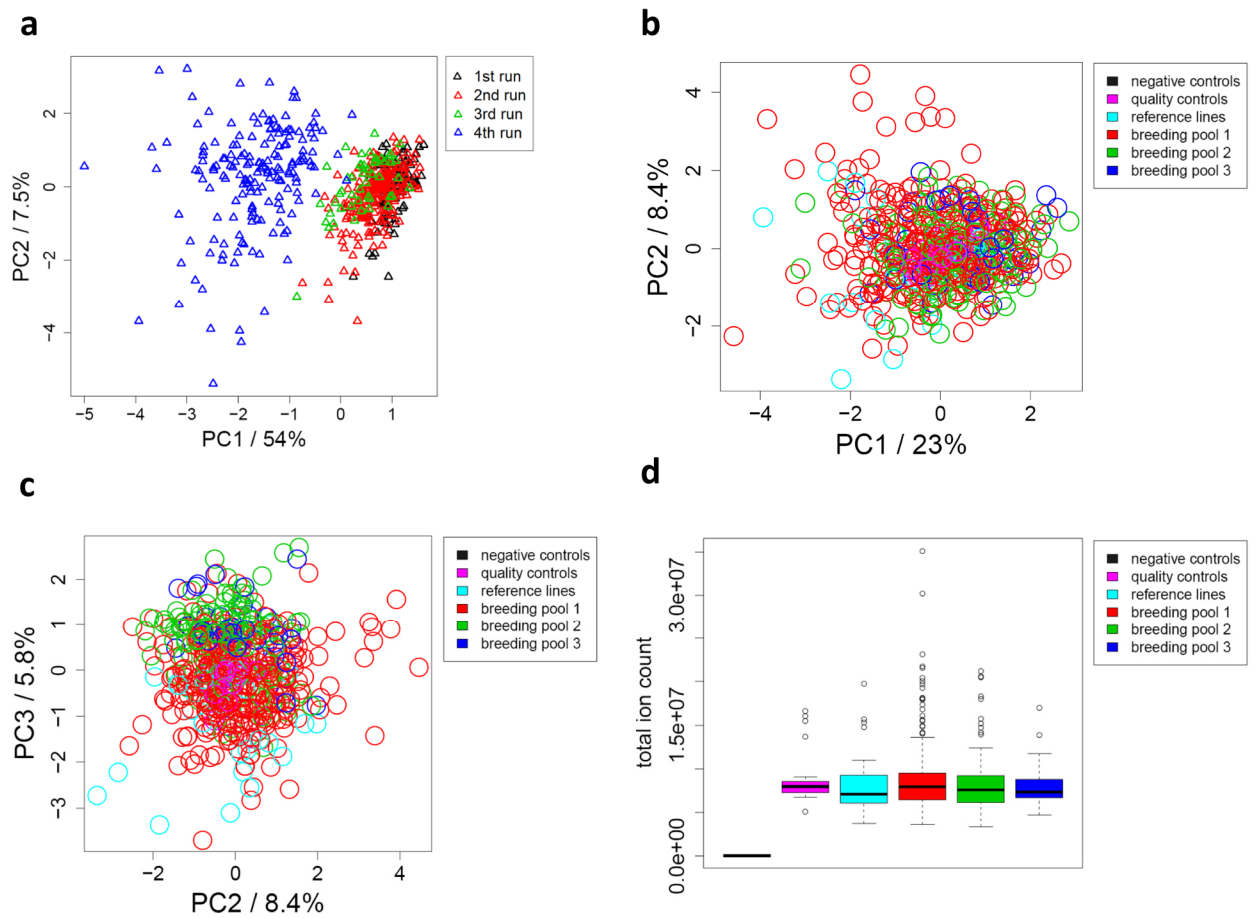 a
2
0
−2
−4
PC2 / 7.5%
−5
−4
−3
−2
−1
0
1
PC1 / 54%
1st run
2nd run
3rd run
4th run
b
4
2
0
−2
PC2 / 8.4%
−4
−2
0
2
PC1 / 23%
negative controls
quality controls
reference lines
breeding pool 1
breeding pool 2
breeding pool 3
c
2
1
0
−1
−2
−3
PC3 / 5.8%
−2
0
2
4
PC2 / 8.4%
negative controls
quality controls
reference lines
breeding pool 1
breeding pool 2
breeding pool 3
d
3.0e+07
1.5e+07
0.0e+00
total ion count
negative controls
quality controls
reference lines
breeding pool 1
breeding pool 2
breeding pool 3